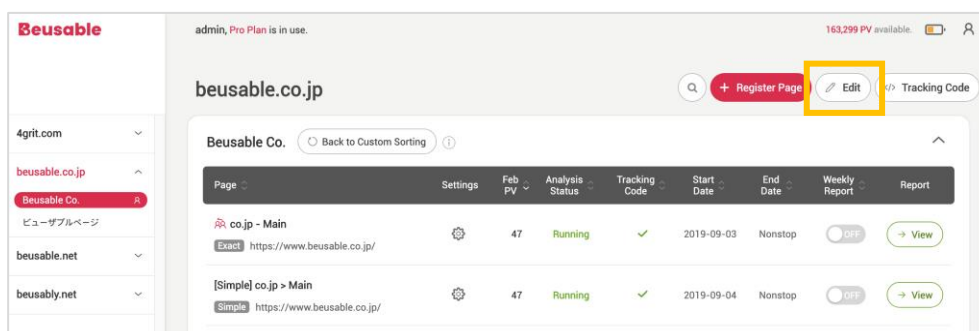 Beusable
admin, Pro Plan is in use.
163,299 PV available.
beusable.co.jp
+ Register Page
Edit
</> Tracking Code
4grit.com
beusable.co.jp
Beusable Co.
ビューザブルページ
beusable.net
beusably.net
Beusable Co.
Back to Custom Sorting
Page
Settings
Feb PV
Analysis Status
Tracking Code
Start Date
End Date
Weekly Report
Report
co.jp - Main
Exact https://www.beusable.co.jp/
47
Running
2019-09-03
Nonstop
OFF
View
[Simple] co.jp > Main
Simple https://www.beusable.co.jp/
47
Running
2019-09-04
Nonstop
OFF
View